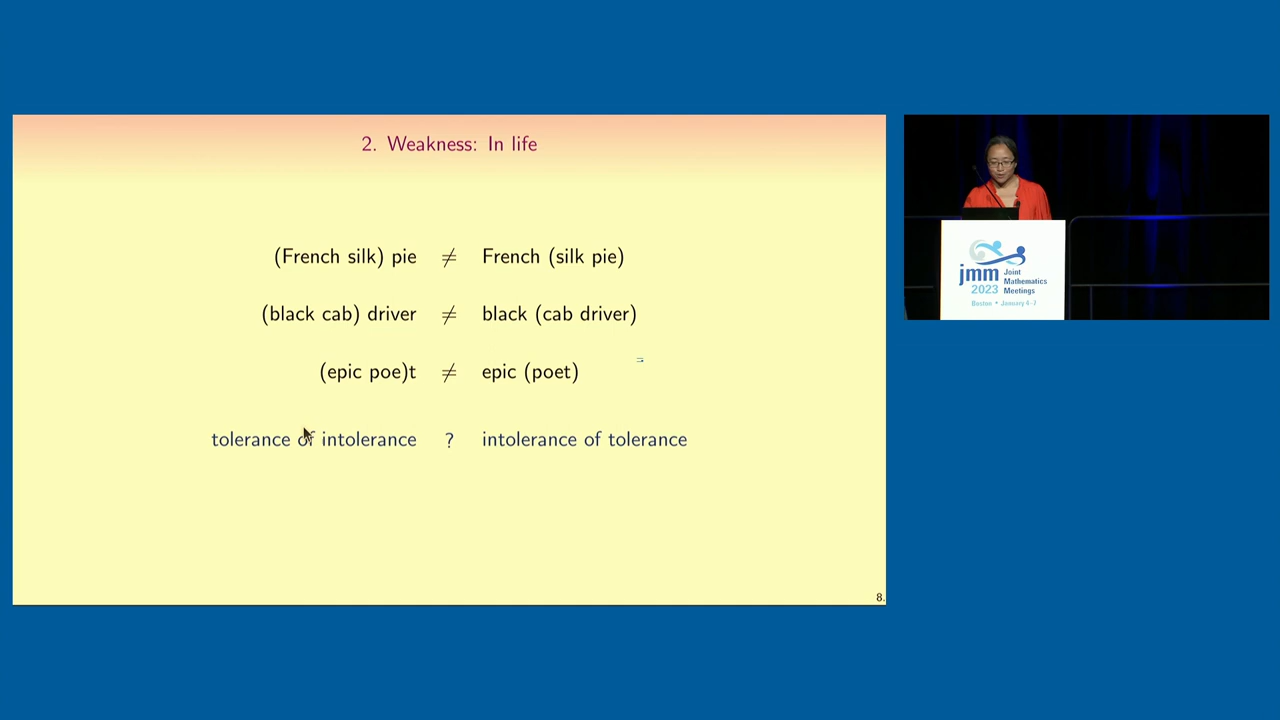 2. Weakness: In life
(French silk) pie ≠ French (silk pie)
(black cab) driver ≠ black (cab driver)
(epic poe)t ≠ epic (poet)
tolerance of intolerance ? intolerance of tolerance
8.
jmm Joint
Mathematics
Meetings
2023
Boston • January 4-7